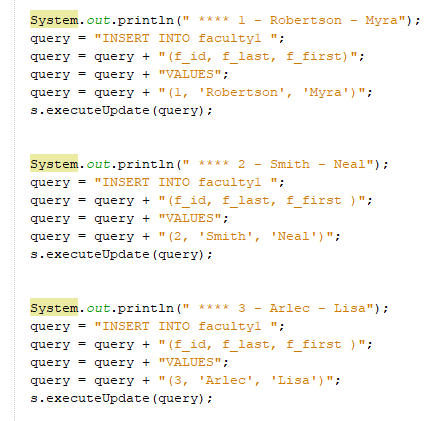 System.out.println(" **** 1 - Robertson - Myra");
query = "INSERT INTO faculty1 ";
query = query + "(f_id, f_last, f_first)";
query = query + "VALUES";
query = query + "(1, 'Robertson', 'Myra')";
s.executeUpdate(query);
System.out.println(" **** 2 - Smith - Neal");
query = "INSERT INTO faculty1 ";
query = query + "(f_id, f_last, f_first )";
query = query + "VALUES";
query = query + "(2, 'Smith', 'Neal')";
s.executeUpdate(query);
System.out.println(" **** 3 - Arlec - Lisa");
query = "INSERT INTO faculty1 ";
query = query + "(f_id, f_last, f_first )";
query = query + "VALUES";
query = query + "(3, 'Arlec', 'Lisa')";
s.executeUpdate(query);